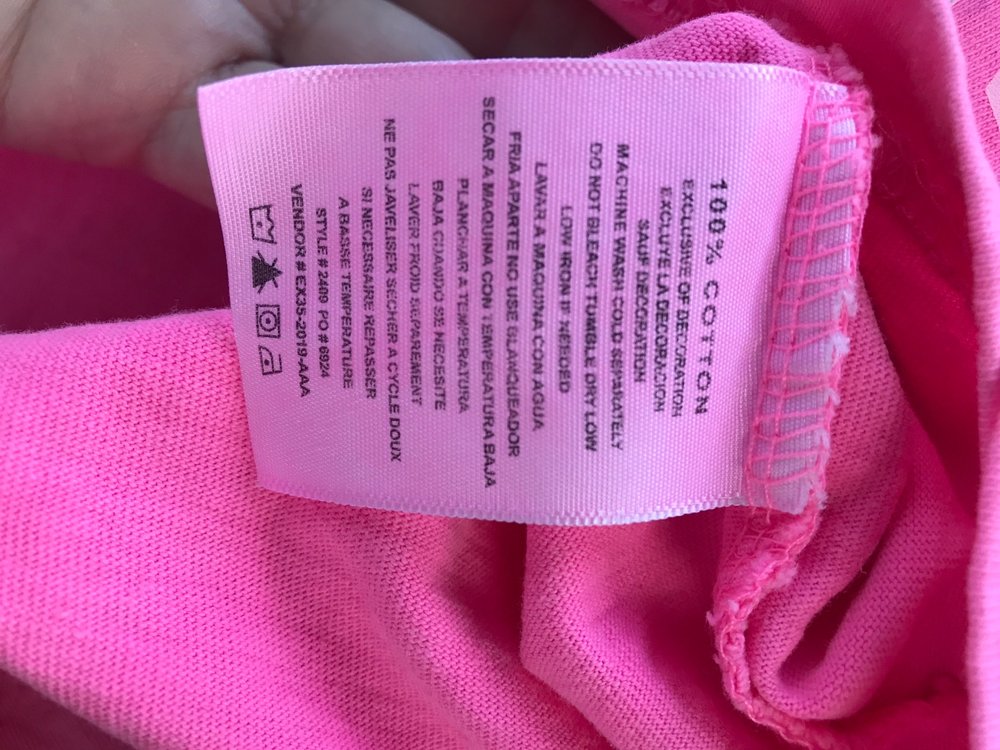 100% COTTON
EXCLUSIVE OF DECORATION
EXCLUYE LA DECORACION
SAUF DECORATION
MACHINE WASH COLD SEPARATELY
DO NOT BLEACH TUMBLE DRY LOW
LOW IRON IF NEEDED
LAVAR A MAQUINA CON AGUA
FRIA APARTE NO USE BLANQUEADOR
SECAR A MAQUINA CON TEMPERATURA BAJA
PLANCHAR A TEMPERATURA
BAJA CUANDO SE NECESITE
LAVER FROID SEPAREMENT
NE PAS JAVELISER SECHER A CYCLE DOUX
SI NECESSAIRE REPASSER
A BASSE TEMPERATURE
STYLE # 2409 PO # 6924
VENDOR # EX35-2019-AAA